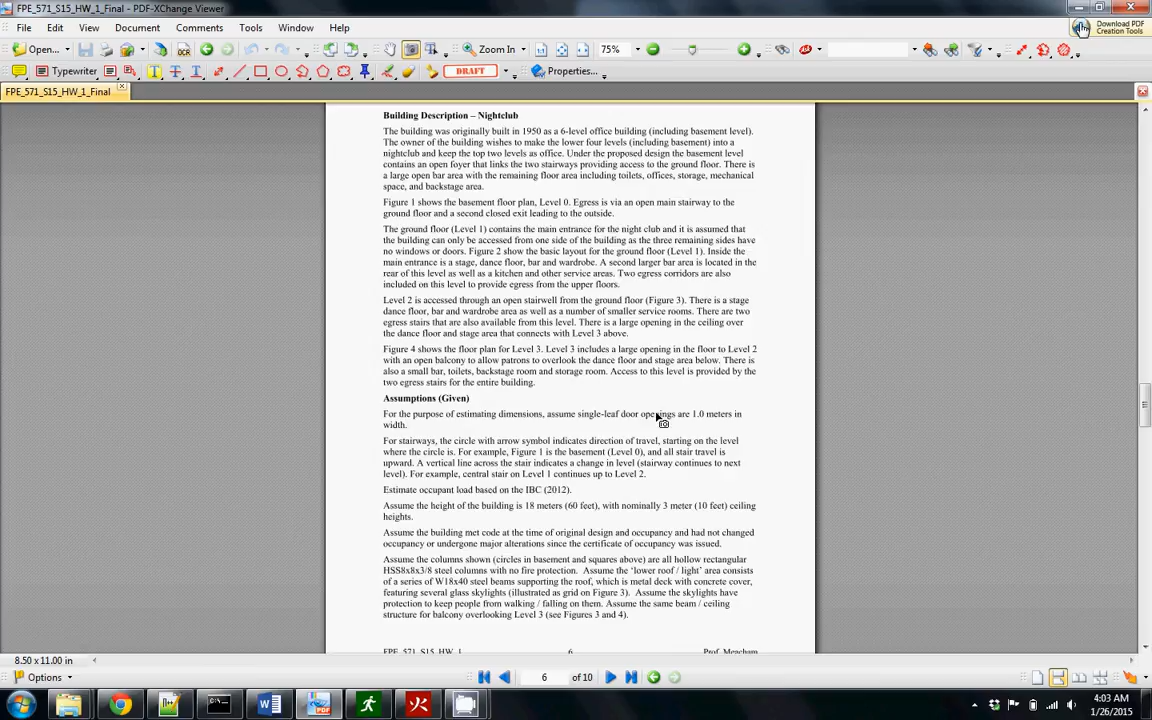 FPE_571_S15_HW_1_Final - PDF-XChange Viewer
File Edit View Document Comments Tools Window Help
Download PDF
Creation Tools
Open... OCR Zoom In 75%
Typewriter DRAFT Properties...
FPE_571_S15_HW_1_Final
Building Description – Nightclub
The building was originally built in 1950 as a 6-level office building (including basement level).
The owner of the building wishes to make the lower four levels (including basement) into a
nightclub and keep the top two levels as office. Under the proposed design the basement level
contains an open foyer that links the two stairways providing access to the ground floor. There is
a large open bar area with the remaining floor area including toilets, offices, storage, mechanical
space, and backstage area.
Figure 1 shows the basement floor plan, Level 0. Egress is via an open main stairway to the
ground floor and a second closed exit leading to the outside.
The ground floor (Level 1) contains the main entrance for the night club and it is assumed that
the building can only be accessed from one side of the building as the three remaining sides have
no windows or doors. Figure 2 show the basic layout for the ground floor (Level 1). Inside the
main entrance is a stage, dance floor, bar and wardrobe. A second larger bar area is located in the
rear of this level as well as a kitchen and other service areas. Two egress corridors are also
included on this level to provide egress from the upper floors.
Level 2 is accessed through an open stairwell from the ground floor (Figure 3). There is a stage
dance floor, bar and wardrobe area as well as a number of smaller service rooms. There are two
egress stairs that are also available from this level. There is a large opening in the ceiling over
the dance floor and stage area that connects with Level 3 above.
Figure 4 shows the floor plan for Level 3. Level 3 includes a large opening in the floor to Level 2
with an open balcony to allow patrons to overlook the dance floor and stage area below. There is
also a small bar, toilets, backstage room and storage room. Access to this level is provided by the
two egress stairs for the entire building.
Assumptions (Given)
For the purpose of estimating dimensions, assume single-leaf door openings are 1.0 meters in
width.
For stairways, the circle with arrow symbol indicates direction of travel, starting on the level
where the circle is. For example, Figure 1 is the basement (Level 0), and all stair travel is
upward. A vertical line across the stair indicates a change in level (stairway continues to next
level). For example, central stair on Level 1 continues up to Level 2.
Estimate occupant load based on the IBC (2012).
Assume the height of the building is 18 meters (60 feet), with nominally 3 meter (10 feet) ceiling
heights.
Assume the building met code at the time of original design and occupancy and had not changed
occupancy or undergone major alterations since the certificate of occupancy was issued.
Assume the columns shown (circles in basement and squares above) are all hollow rectangular
HSS8x8x3/8 steel columns with no fire protection. Assume the ‘lower roof / light’ area consists
of a series of W18x40 steel beams supporting the roof, which is metal deck with concrete cover,
featuring several glass skylights (illustrated as grid on Figure 3). Assume the skylights have
protection to keep people from walking / falling on them. Assume the same beam / ceiling
structure for balcony overlooking Level 3 (see Figures 3 and 4).
FPE_571_S15_HW_1 6 Prof. Meacham
8.50 x 11.00 in
Options 6 of 10
4:03 AM
1/26/2015